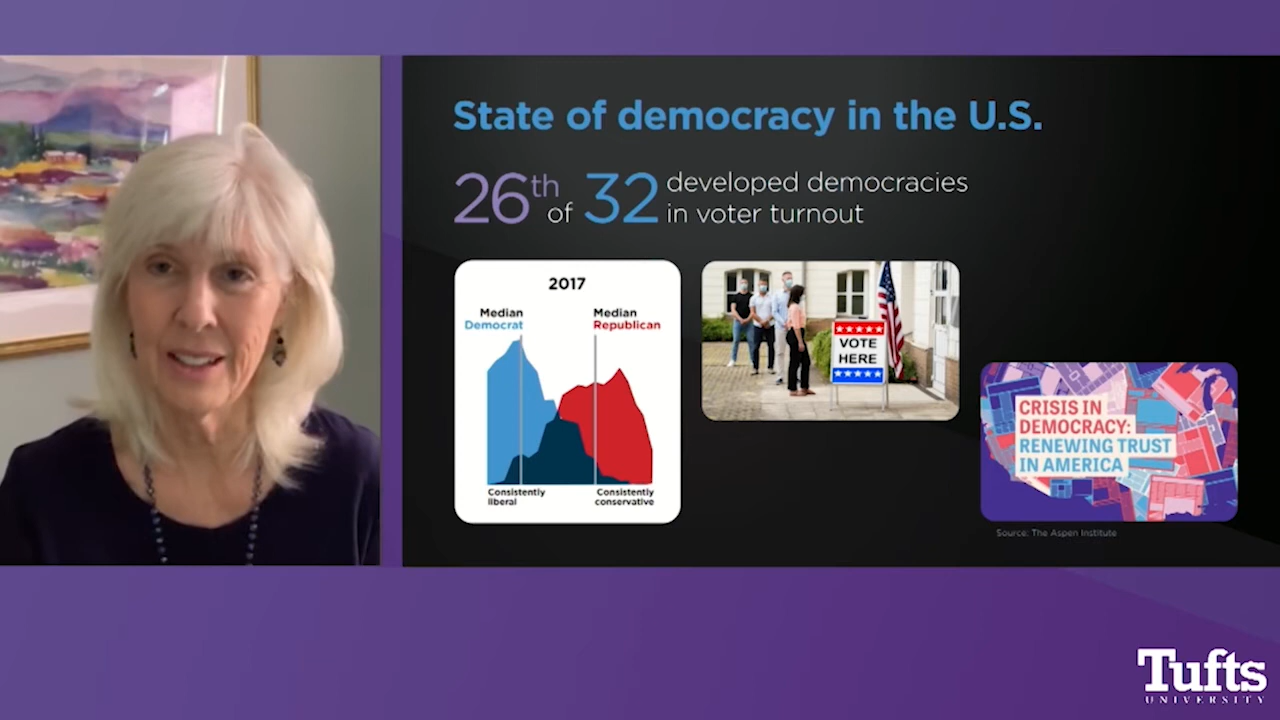 State of democracy in the U.S.
26th of 32 developed democracies
in voter turnout
2017
Median
Democrat
Median
Republican
Consistently
liberal
Consistently
conservative
VOTE
HERE
CRISIS IN
DEMOCRACY:
RENEWING TRUST
IN AMERICA
Source: The Aspen Institute
Tufts
UNIVERSITY